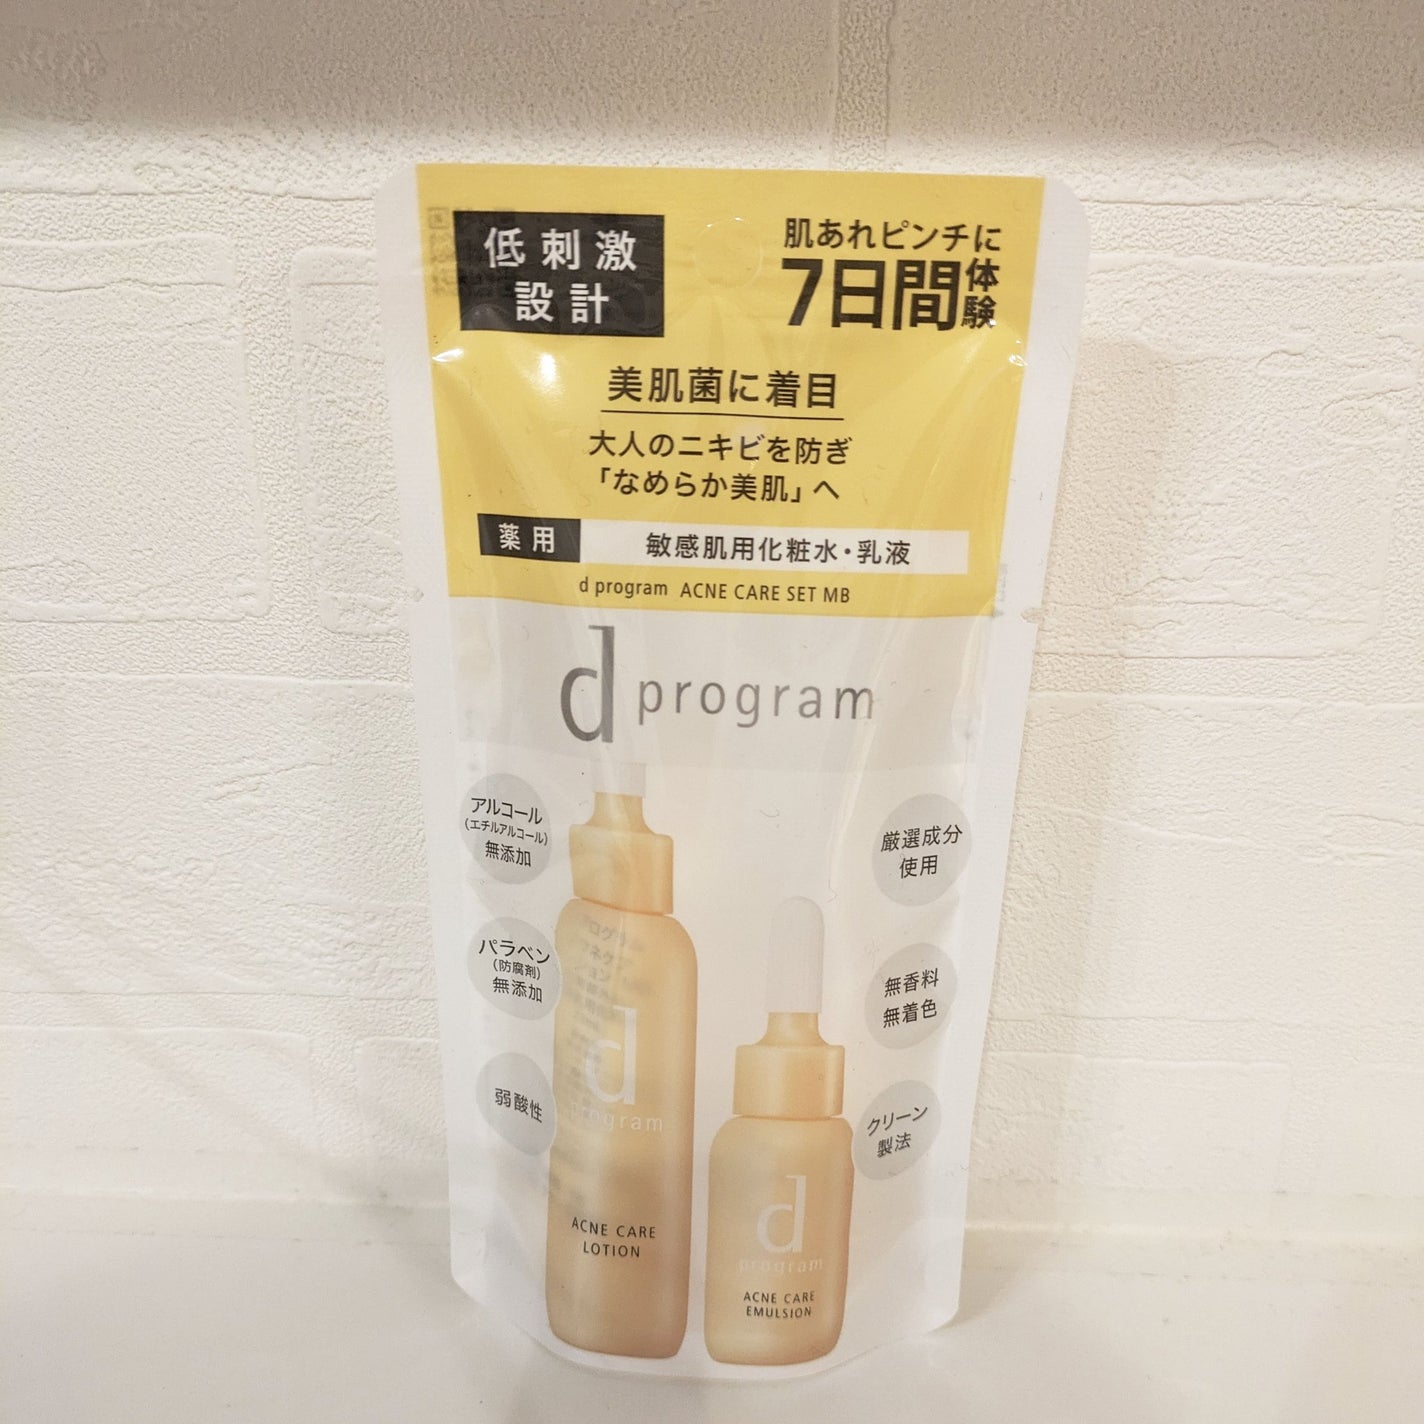 低刺激
設計
肌あれピンチに
7日間体験
美肌菌に着目
大人のニキビを防ぎ
「なめらか美肌」へ
薬用 敏感肌用化粧水・乳液
d program ACNE CARE SET MB
d program
アルコール
(エチルアルコール)
無添加
パラベン
(防腐剤)
無添加
弱酸性
厳選成分
使用
無香料
無着色
クリーン
製法
d
program
ACNE CARE
LOTION
d
program
ACNE CARE
EMULSION